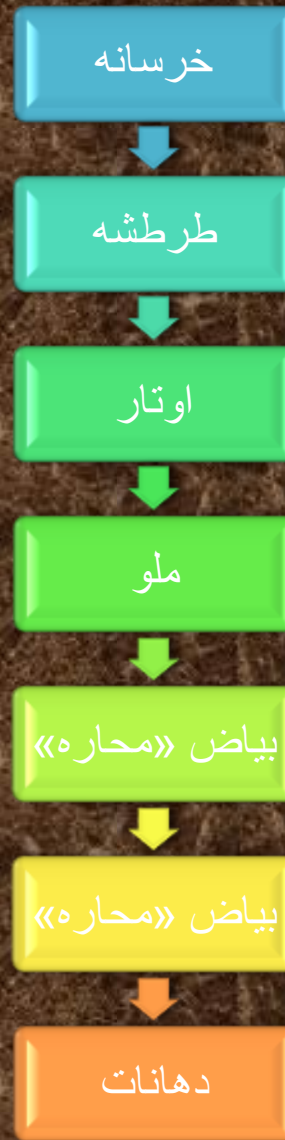 خرسانه
طرطشه
اوتار
ملو
بياض «محاره»
بياض «محاره»
دهانات